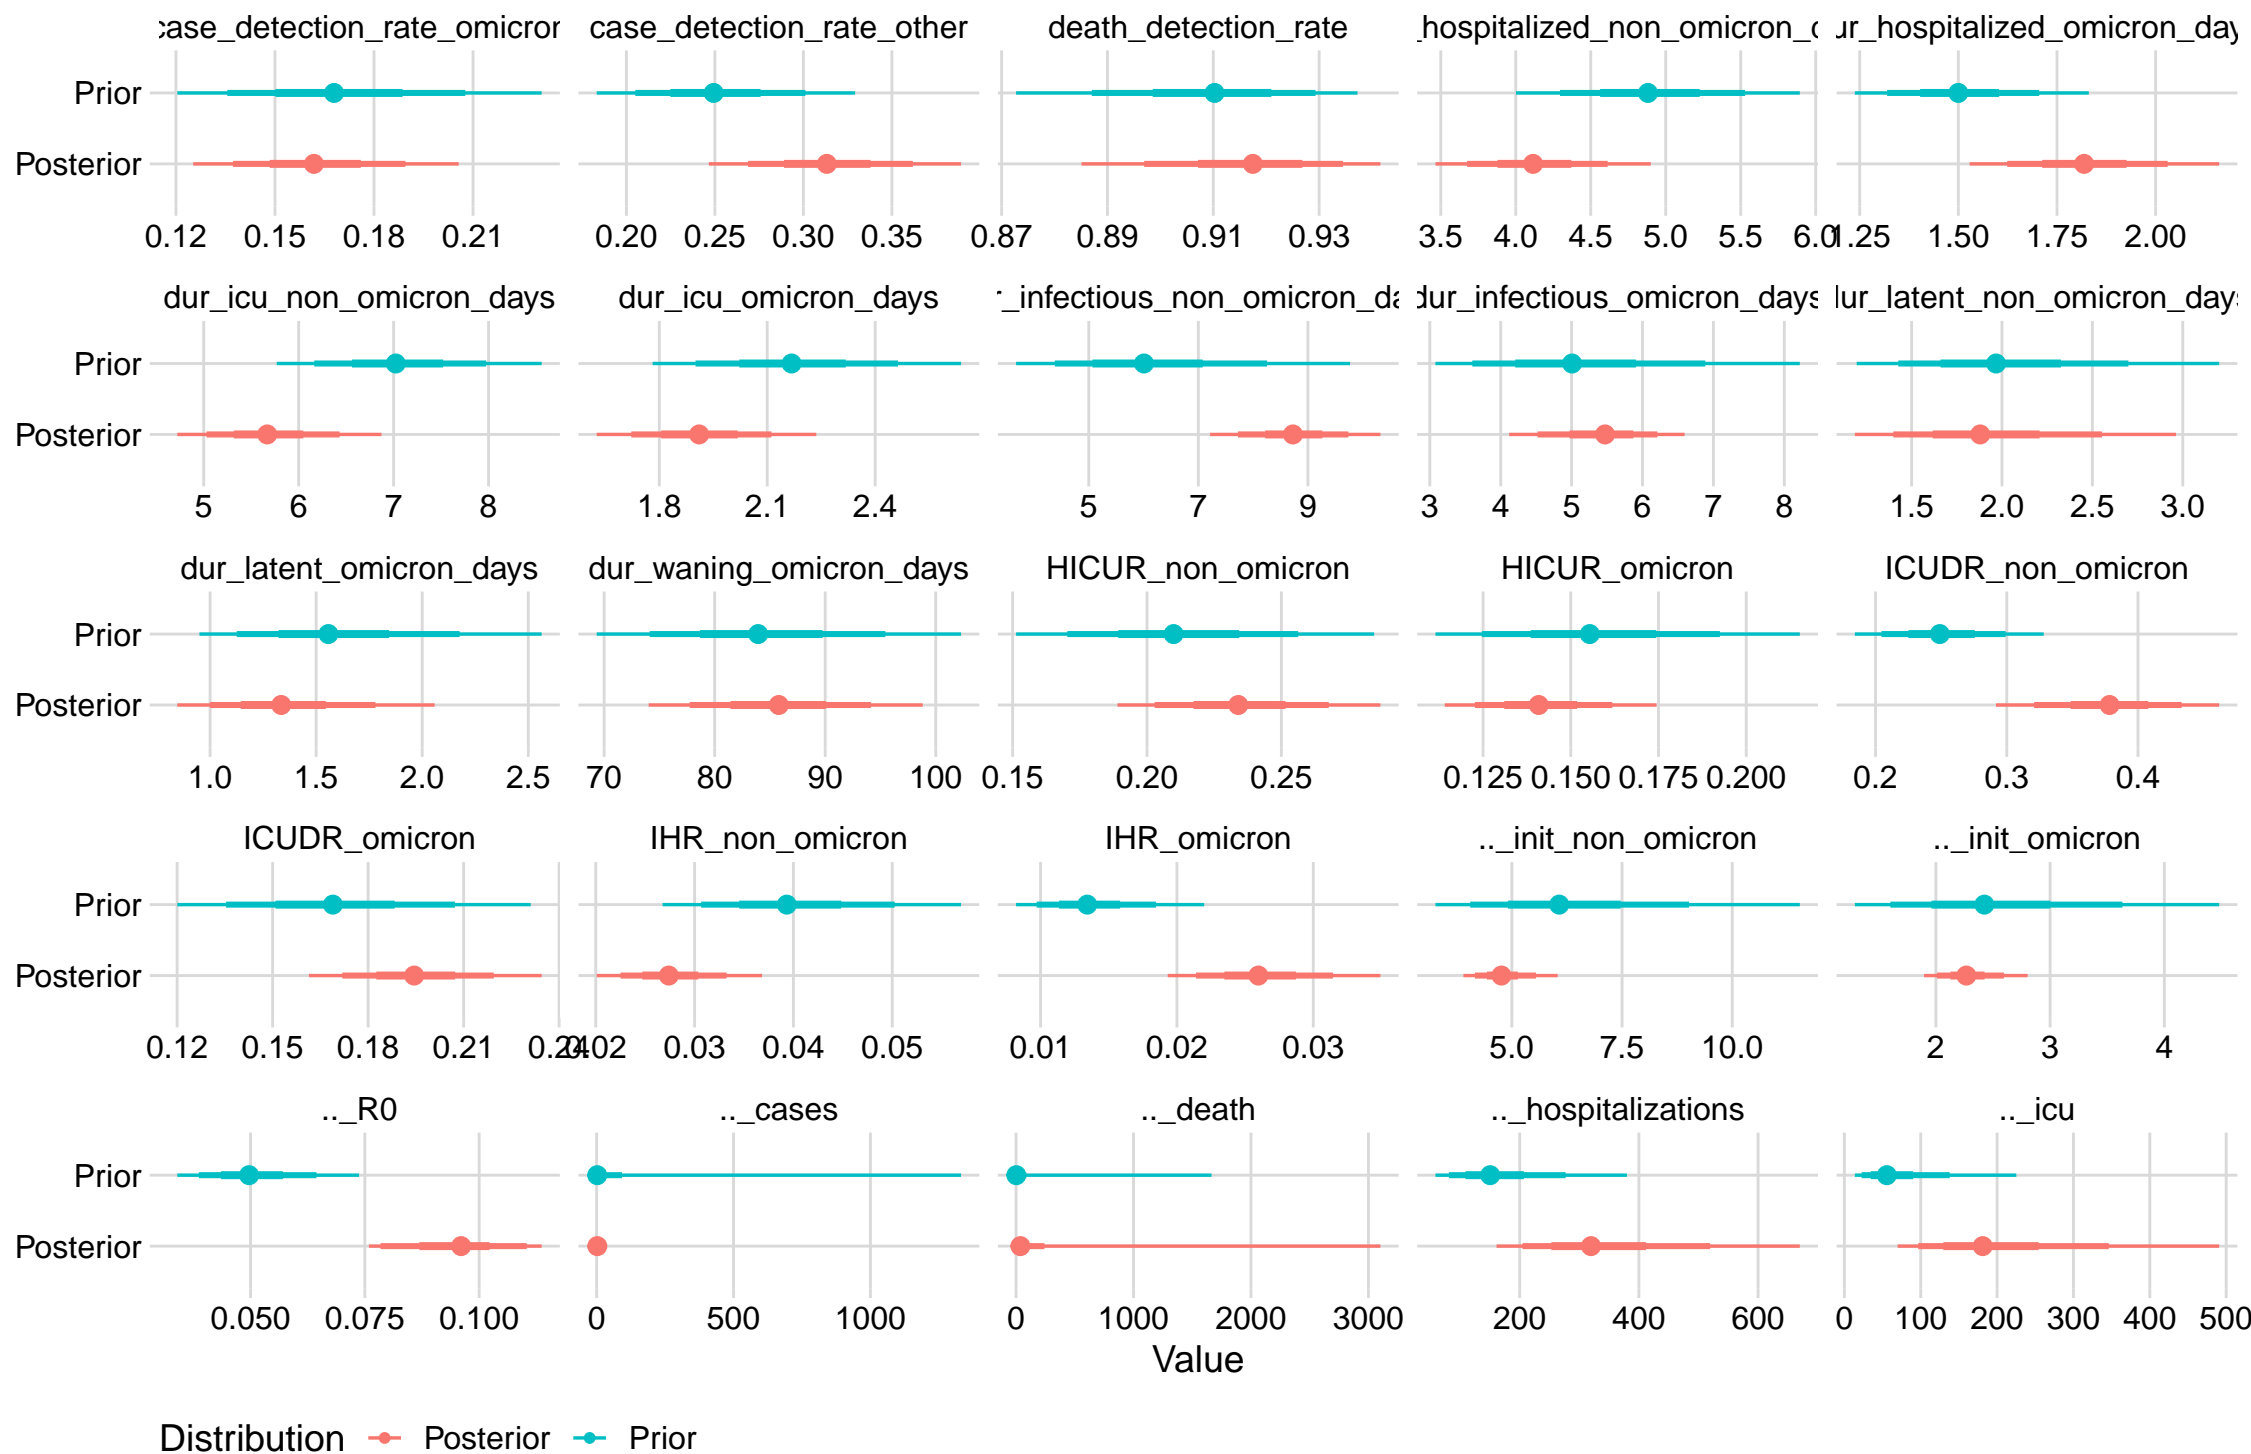 case_detection_rate_omicron case_detection_rate_other death_detection_rate _hospitalized_non_omicron_ ur_hospitalized_omicron_day
Prior
Posterior
0.12 0.15 0.18 0.21 0.20 0.25 0.30 0.35 0.87 0.89 0.91 0.93 3.5 4.0 4.5 5.0 5.5 6.0 1.25 1.50 1.75 2.00
dur_icu_non_omicron_days dur_icu_omicron_days r_infectious_non_omicron_da dur_infectious_omicron_days dur_latent_non_omicron_days
Prior
Posterior
5 6 7 8 1.8 2.1 2.4 5 7 9 3 4 5 6 7 8 1.5 2.0 2.5 3.0
dur_latent_omicron_days dur_waning_omicron_days HICUR_non_omicron HICUR_omicron ICUDR_non_omicron
Prior
Posterior
1.0 1.5 2.0 2.5 70 80 90 100 0.15 0.20 0.25 0.125 0.150 0.175 0.200 0.2 0.3 0.4
ICUDR_omicron IHR_non_omicron IHR_omicron .._init_non_omicron .._init_omicron
Prior
Posterior
0.12 0.15 0.18 0.21 0.24 0.02 0.03 0.04 0.05 0.01 0.02 0.03 5.0 7.5 10.0 2 3 4
.._R0 .._cases .._death .._hospitalizations .._icu
Prior
Posterior
0.050 0.075 0.100 0 500 1000 0 1000 2000 3000 200 400 600 0 100 200 300 400 500
Value
Distribution Posterior Prior